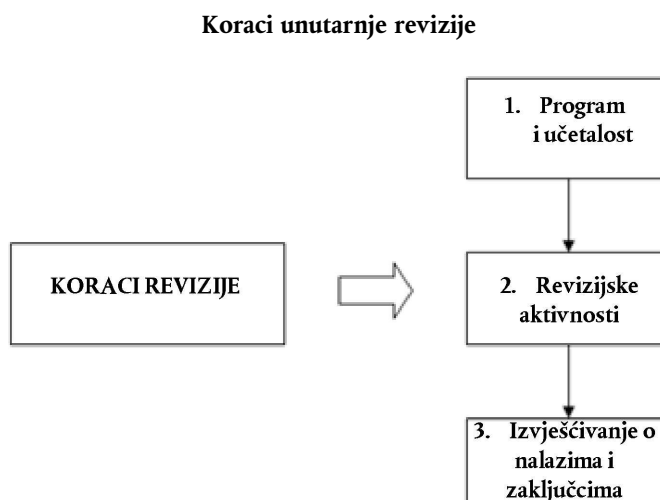 Koraci unutarnje revizije
1. Program
i učetalost
KORACI REVIZIJE
2. Revizijske
aktivnosti
3. Izvješćivanje o
nalazima i
zaključcima